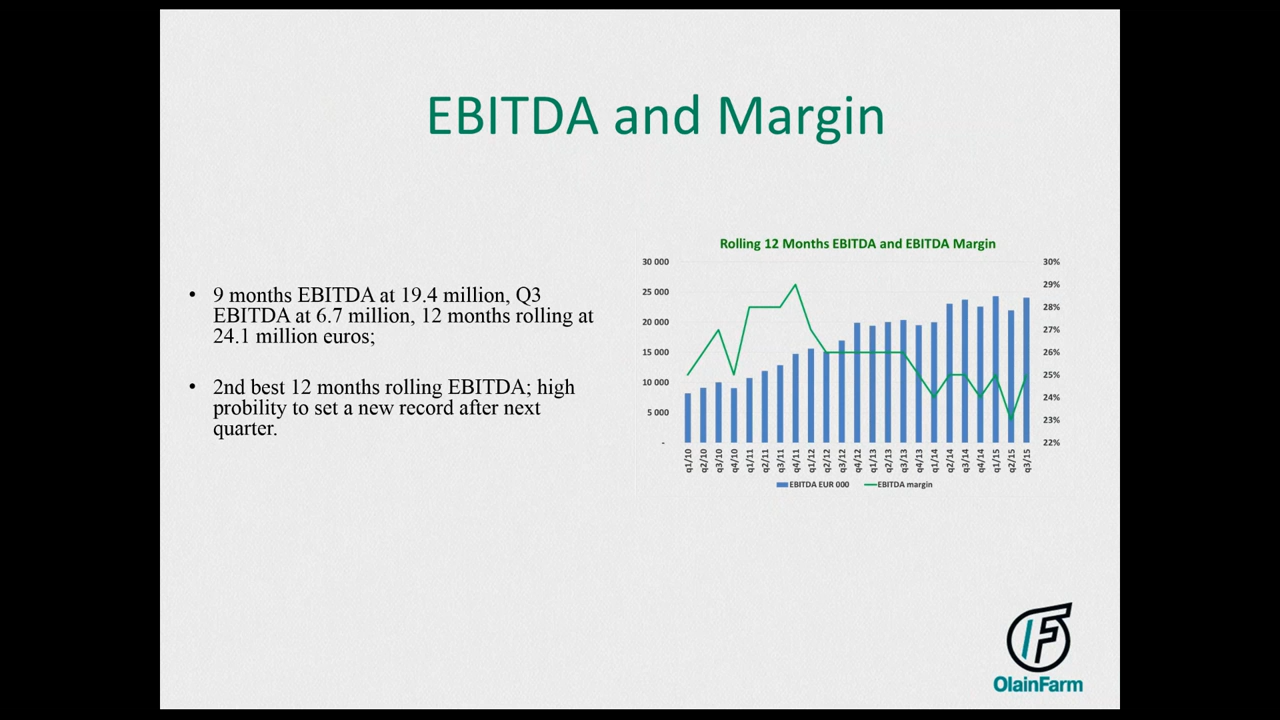 EBITDA and Margin
• 9 months EBITDA at 19.4 million, Q3
EBITDA at 6.7 million, 12 months rolling at
24.1 million euros;
• 2nd best 12 months rolling EBITDA; high
probility to set a new record after next
quarter.
Rolling 12 Months EBITDA and EBITDA Margin
30 000
25 000
20 000
15 000
10 000
5 000
-
30%
29%
28%
27%
26%
25%
24%
23%
22%
q1/10
q2/10
q3/10
q4/10
q1/11
q2/11
q3/11
q4/11
q1/12
q2/12
q3/12
q4/12
q1/13
q2/13
q3/13
q4/13
q1/14
q2/14
q3/14
q4/14
q1/15
q2/15
q3/15
EBITDA EUR 000
EBITDA margin
OlainFarm